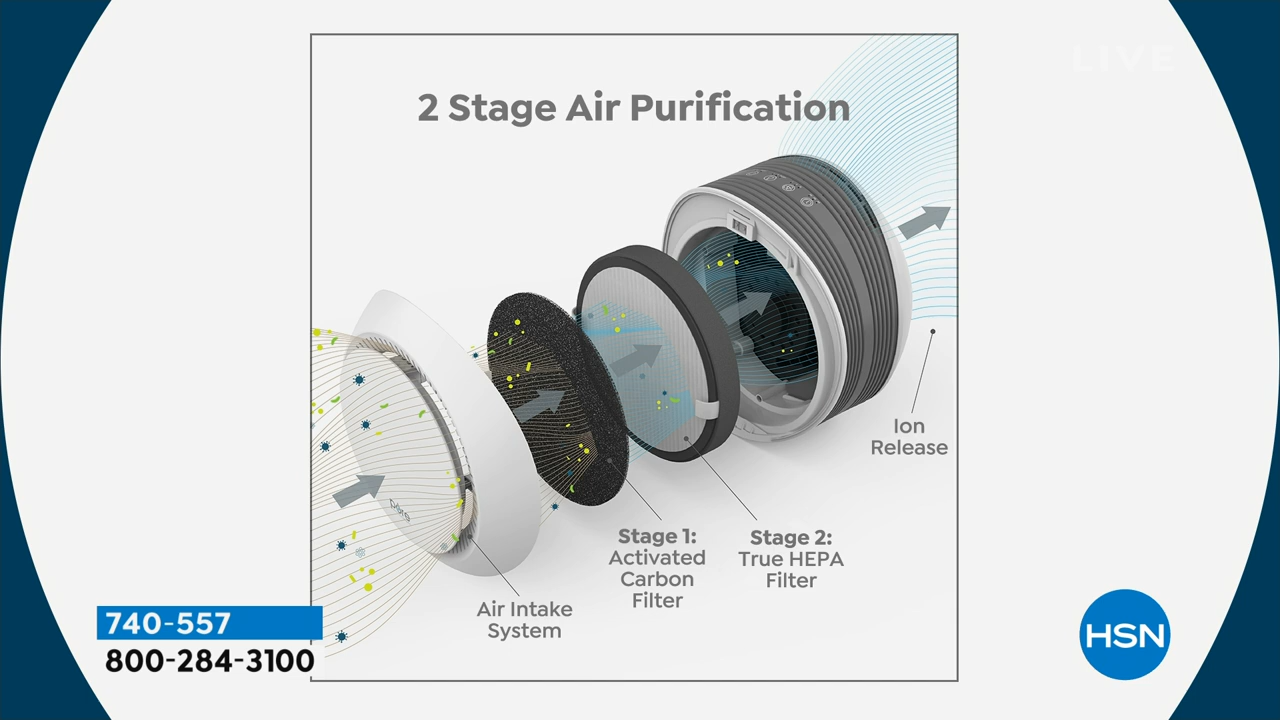 LIVE
2 Stage Air Purification
Ion
Release
Stage 1:
Activated
Carbon
Filter
Stage 2:
True HEPA
Filter
Air Intake
System
740-557
800-284-3100
HSN